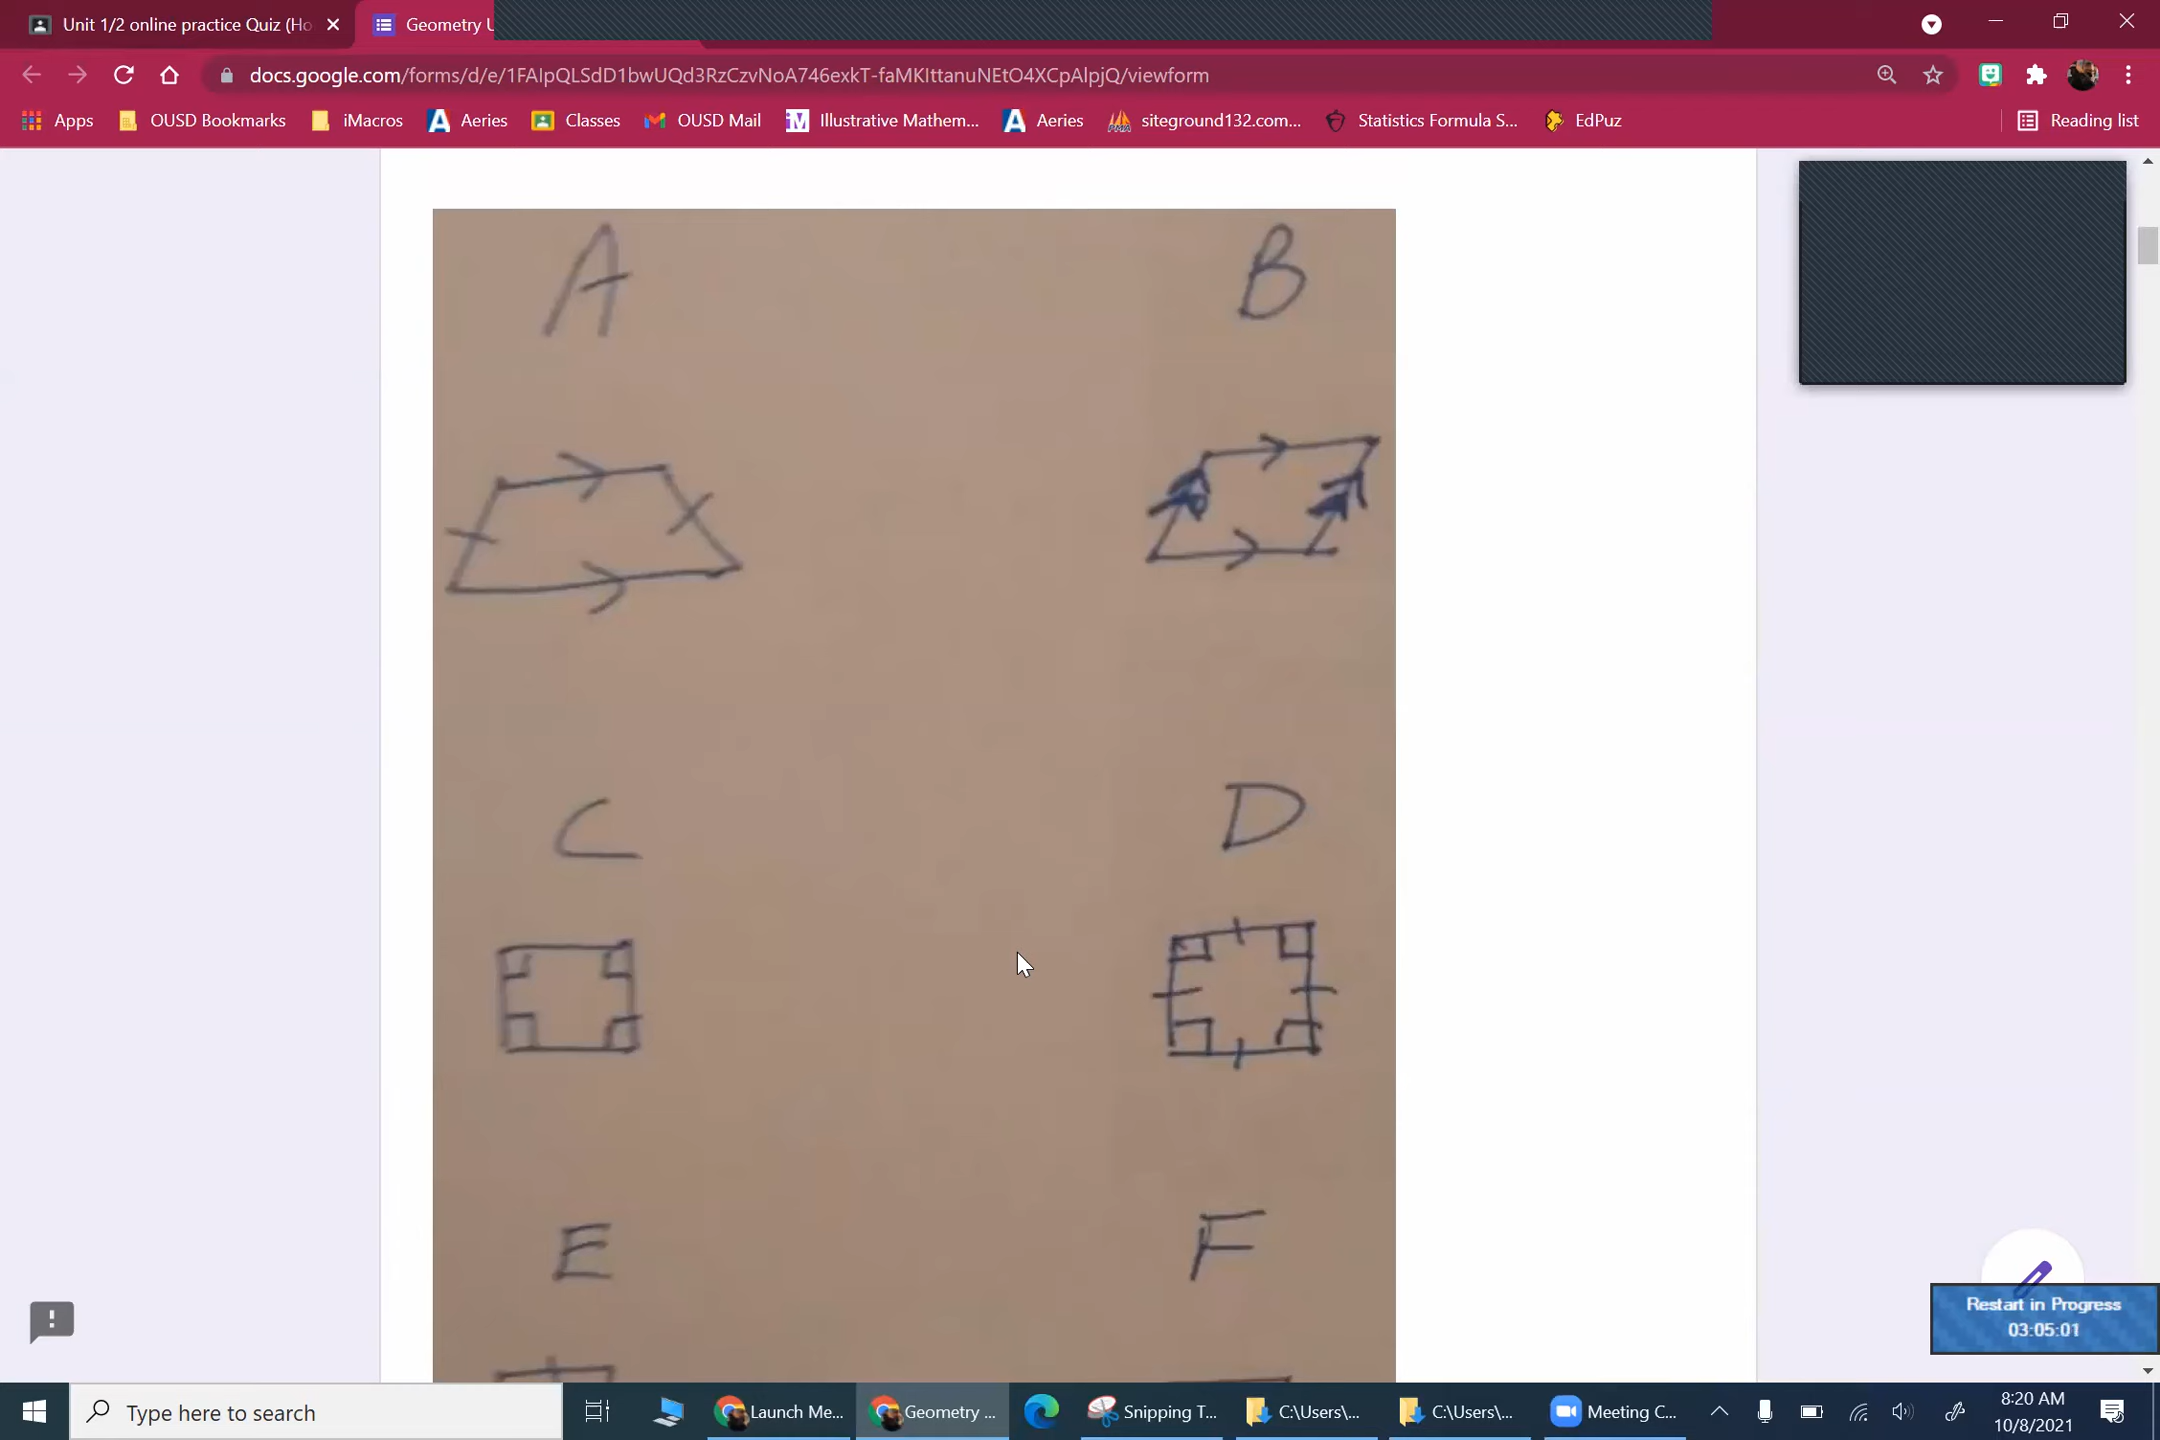 Unit 1/2 online practice Quiz (Ho
Geometry U
docs.google.com/forms/d/e/1FAIpQLSdD1bwUQd3RzCzvNoA746exkT-faMKIttanuNEtO4XCpAlpjQ/viewform
Apps OUSD Bookmarks iMacros Aeries Classes OUSD Mail Illustrative Mathem... Aeries siteground132.com... Statistics Formula S... EdPuz Reading list
A B
C D
E F
Restart in Progress
03:05:01
Type here to search Launch Me... Geometry ... Snipping T... C:\Users\... C:\Users\... Meeting C... 8:20 AM
10/8/2021